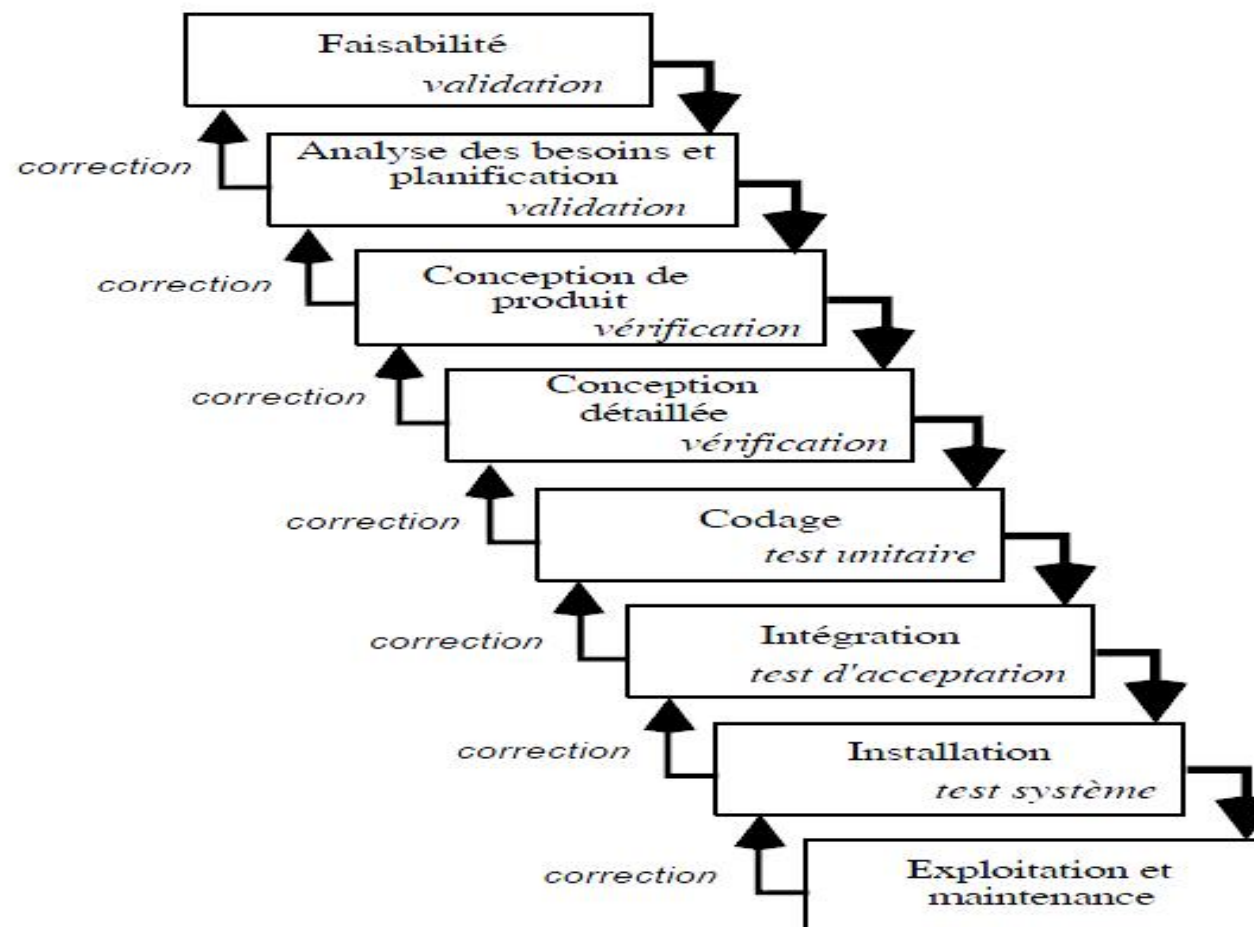 Faisabilité
validation
correction
Analyse des besoins et
planification
validation
correction
Conception de
produit
vérification
correction
Conception
détaillée
vérification
correction
Codage
test unitaire
correction
Intégration
test d'acceptation
correction
Installation
test système
correction
Exploitation et
maintenance